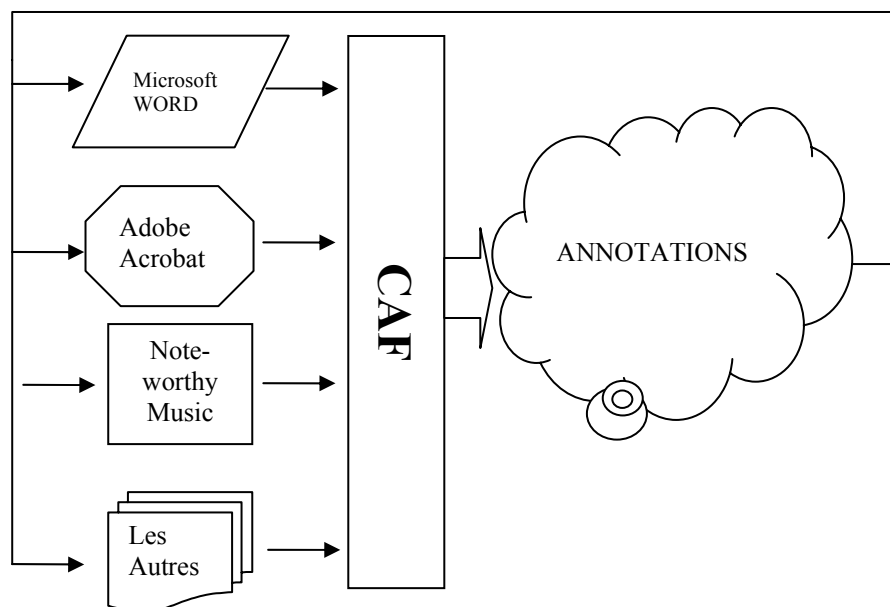 Microsoft
WORD
Adobe
Acrobat
Note-
worthy
Music
Les
Autres
CAF
ANNOTATIONS